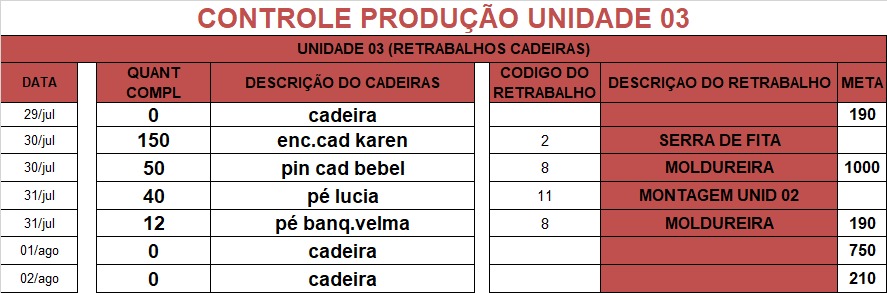 CONTROLE PRODUÇÃO UNIDADE 03
UNIDADE 03 (RETRABALHOS CADEIRAS)
DATA QUANT COMPL DESCRIÇÃO DO CADEIRAS CODIGO DO RETRABALHO DESCRIÇAO DO RETRABALHO META
29/jul 0 cadeira 190
30/jul 150 enc.cad karen 2 SERRA DE FITA
30/jul 50 pin cad bebel 8 MOLDUREIRA 1000
31/jul 40 pé lucia 11 MONTAGEM UNID 02
31/jul 12 pé banq.velma 8 MOLDUREIRA 190
01/ago 0 cadeira 750
02/ago 0 cadeira 210